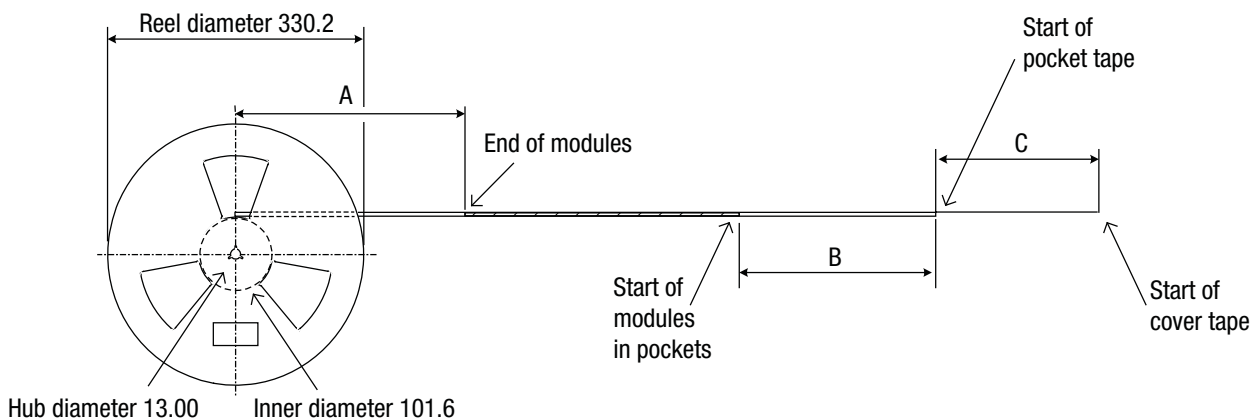 Reel diameter 330.2
Start of
pocket tape
A
End of modules
C
B
Start of
modules
in pockets
Start of
cover tape
Hub diameter 13.00
Inner diameter 101.6